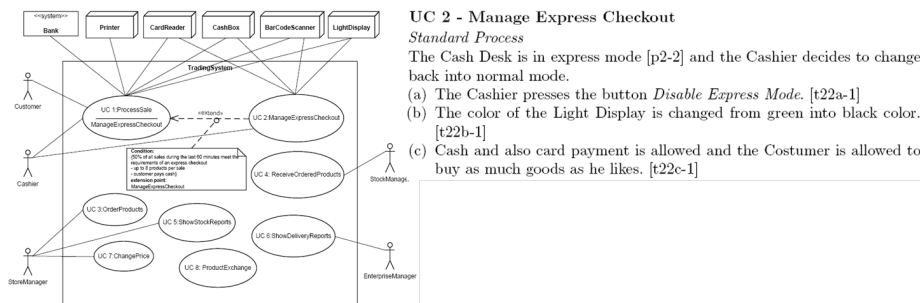 <<system>>
Bank
Printer
CardReader
CashBox
BarCodeScanner
LightDisplay
TradingSystem
Customer
UC 1:ProcessSale
ManageExpressCheckout
<<extend>>
UC 2:ManageExpressCheckout
Cashier
Condition:
(50% of all sales during the last 60 minutes meet the
requirements of an express checkout
- up to 8 products per sale
- customer pays cash)
extension point:
ManageExpressCheckout
UC 4: ReceiveOrderedProducts
StockManag.
UC 3:OrderProducts
UC 5:ShowStockReports
UC 6:ShowDeliveryReports
StoreManager
UC 7:ChangePrice
UC 8: ProductExchange
EnterpriseManager
UC 2 - Manage Express Checkout
Standard Process
The Cash Desk is in express mode [p2-2] and the Cashier decides to change
back into normal mode.
(a) The Cashier presses the button Disable Express Mode. [t22a-1]
(b) The color of the Light Display is changed from green into black color.
[t22b-1]
(c) Cash and also card payment is allowed and the Costumer is allowed to
buy as much goods as he likes. [t22c-1]